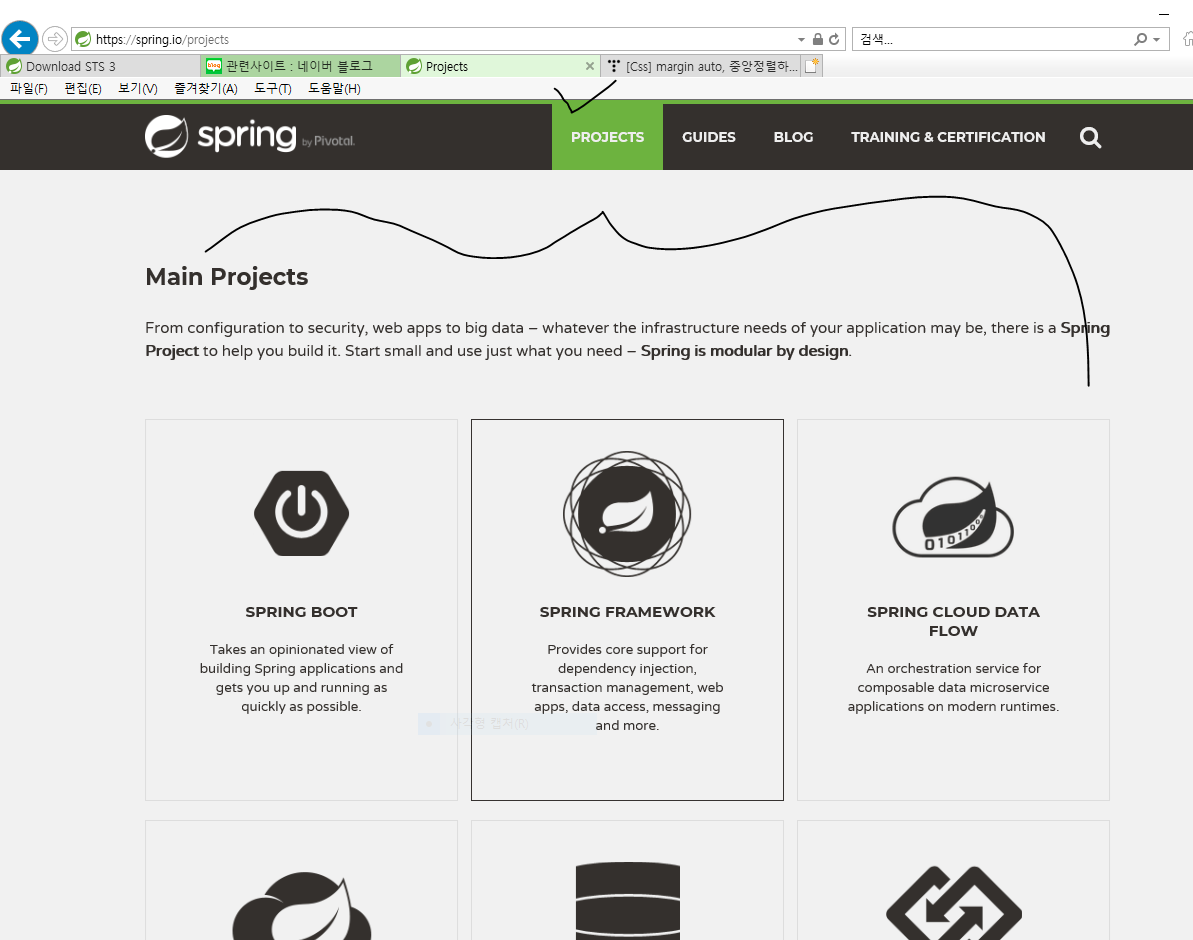 https://spring.io/projects
검색...
Download STS 3
관련사이트 : 네이버 블로그
Projects
[Css] margin auto, 중앙정렬하...
파일(F) 편집(E) 보기(V) 즐겨찾기(A) 도구(T) 도움말(H)
spring by Pivotal.
PROJECTS
GUIDES
BLOG
TRAINING & CERTIFICATION
Main Projects
From configuration to security, web apps to big data – whatever the infrastructure needs of your application may be, there is a Spring
Project to help you build it. Start small and use just what you need – Spring is modular by design.
SPRING BOOT
Takes an opinionated view of
building Spring applications and
gets you up and running as
quickly as possible.
SPRING FRAMEWORK
Provides core support for
dependency injection,
transaction management, web
apps, data access, messaging
and more.
사각형 캡처(R)
0101100
SPRING CLOUD DATA
FLOW
An orchestration service for
composable data microservice
applications on modern runtimes.